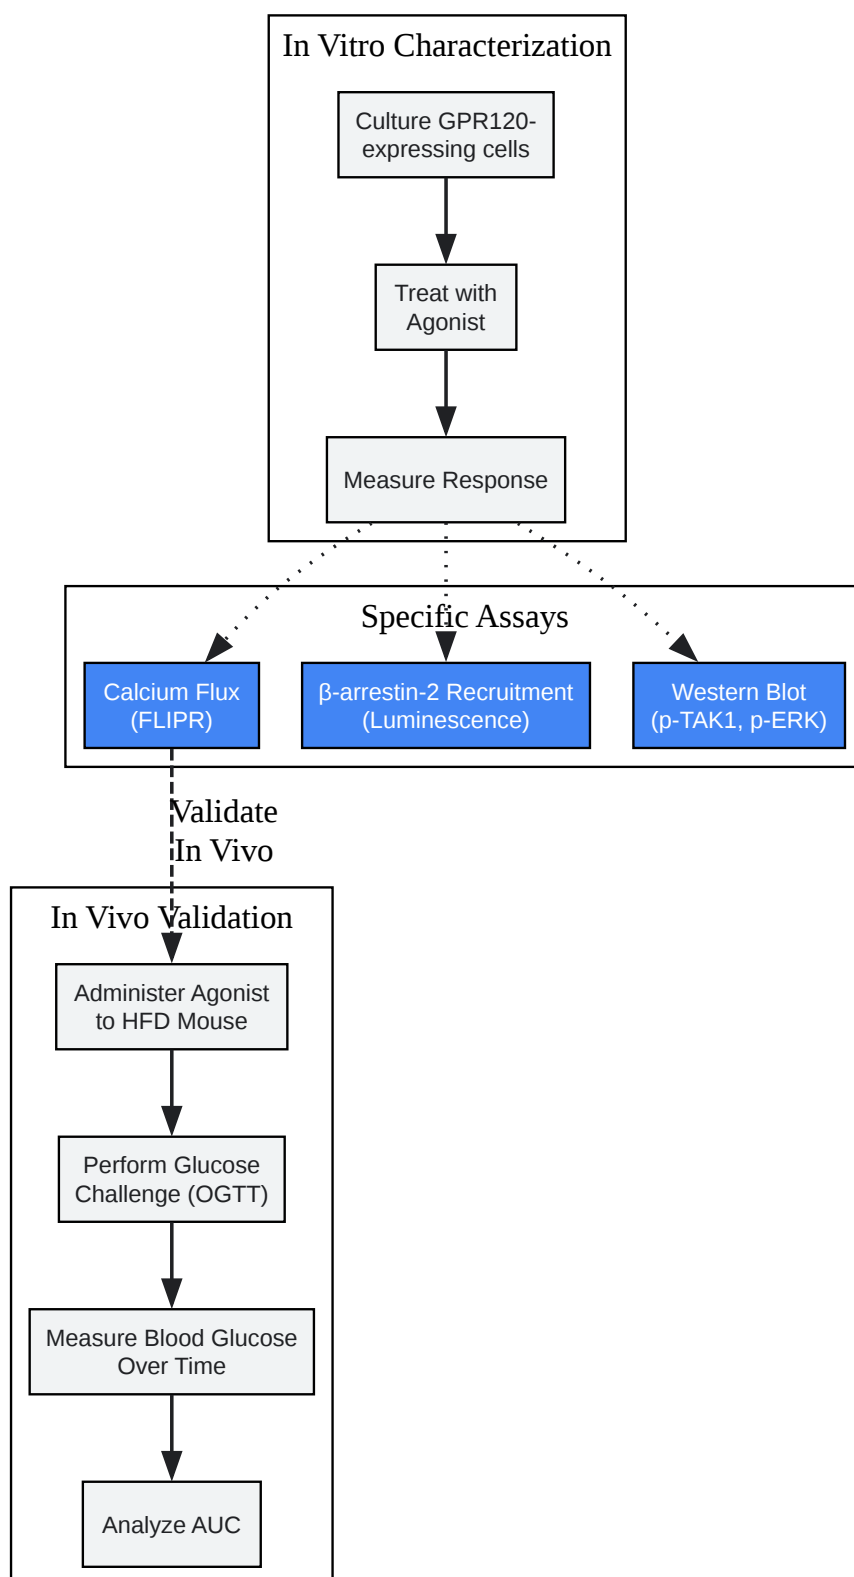 In Vitro Characterization
Culture GPR120-
expressing cells
Treat with
Agonist
Measure Response
Specific Assays
Calcium Flux
(FLIPR)
β-arrestin-2 Recruitment
(Luminescence)
Western Blot
(p-TAK1, p-ERK)
Validate
In Vivo
In Vivo Validation
Administer Agonist
to HFD Mouse
Perform Glucose
Challenge (OGTT)
Measure Blood Glucose
Over Time
Analyze AUC